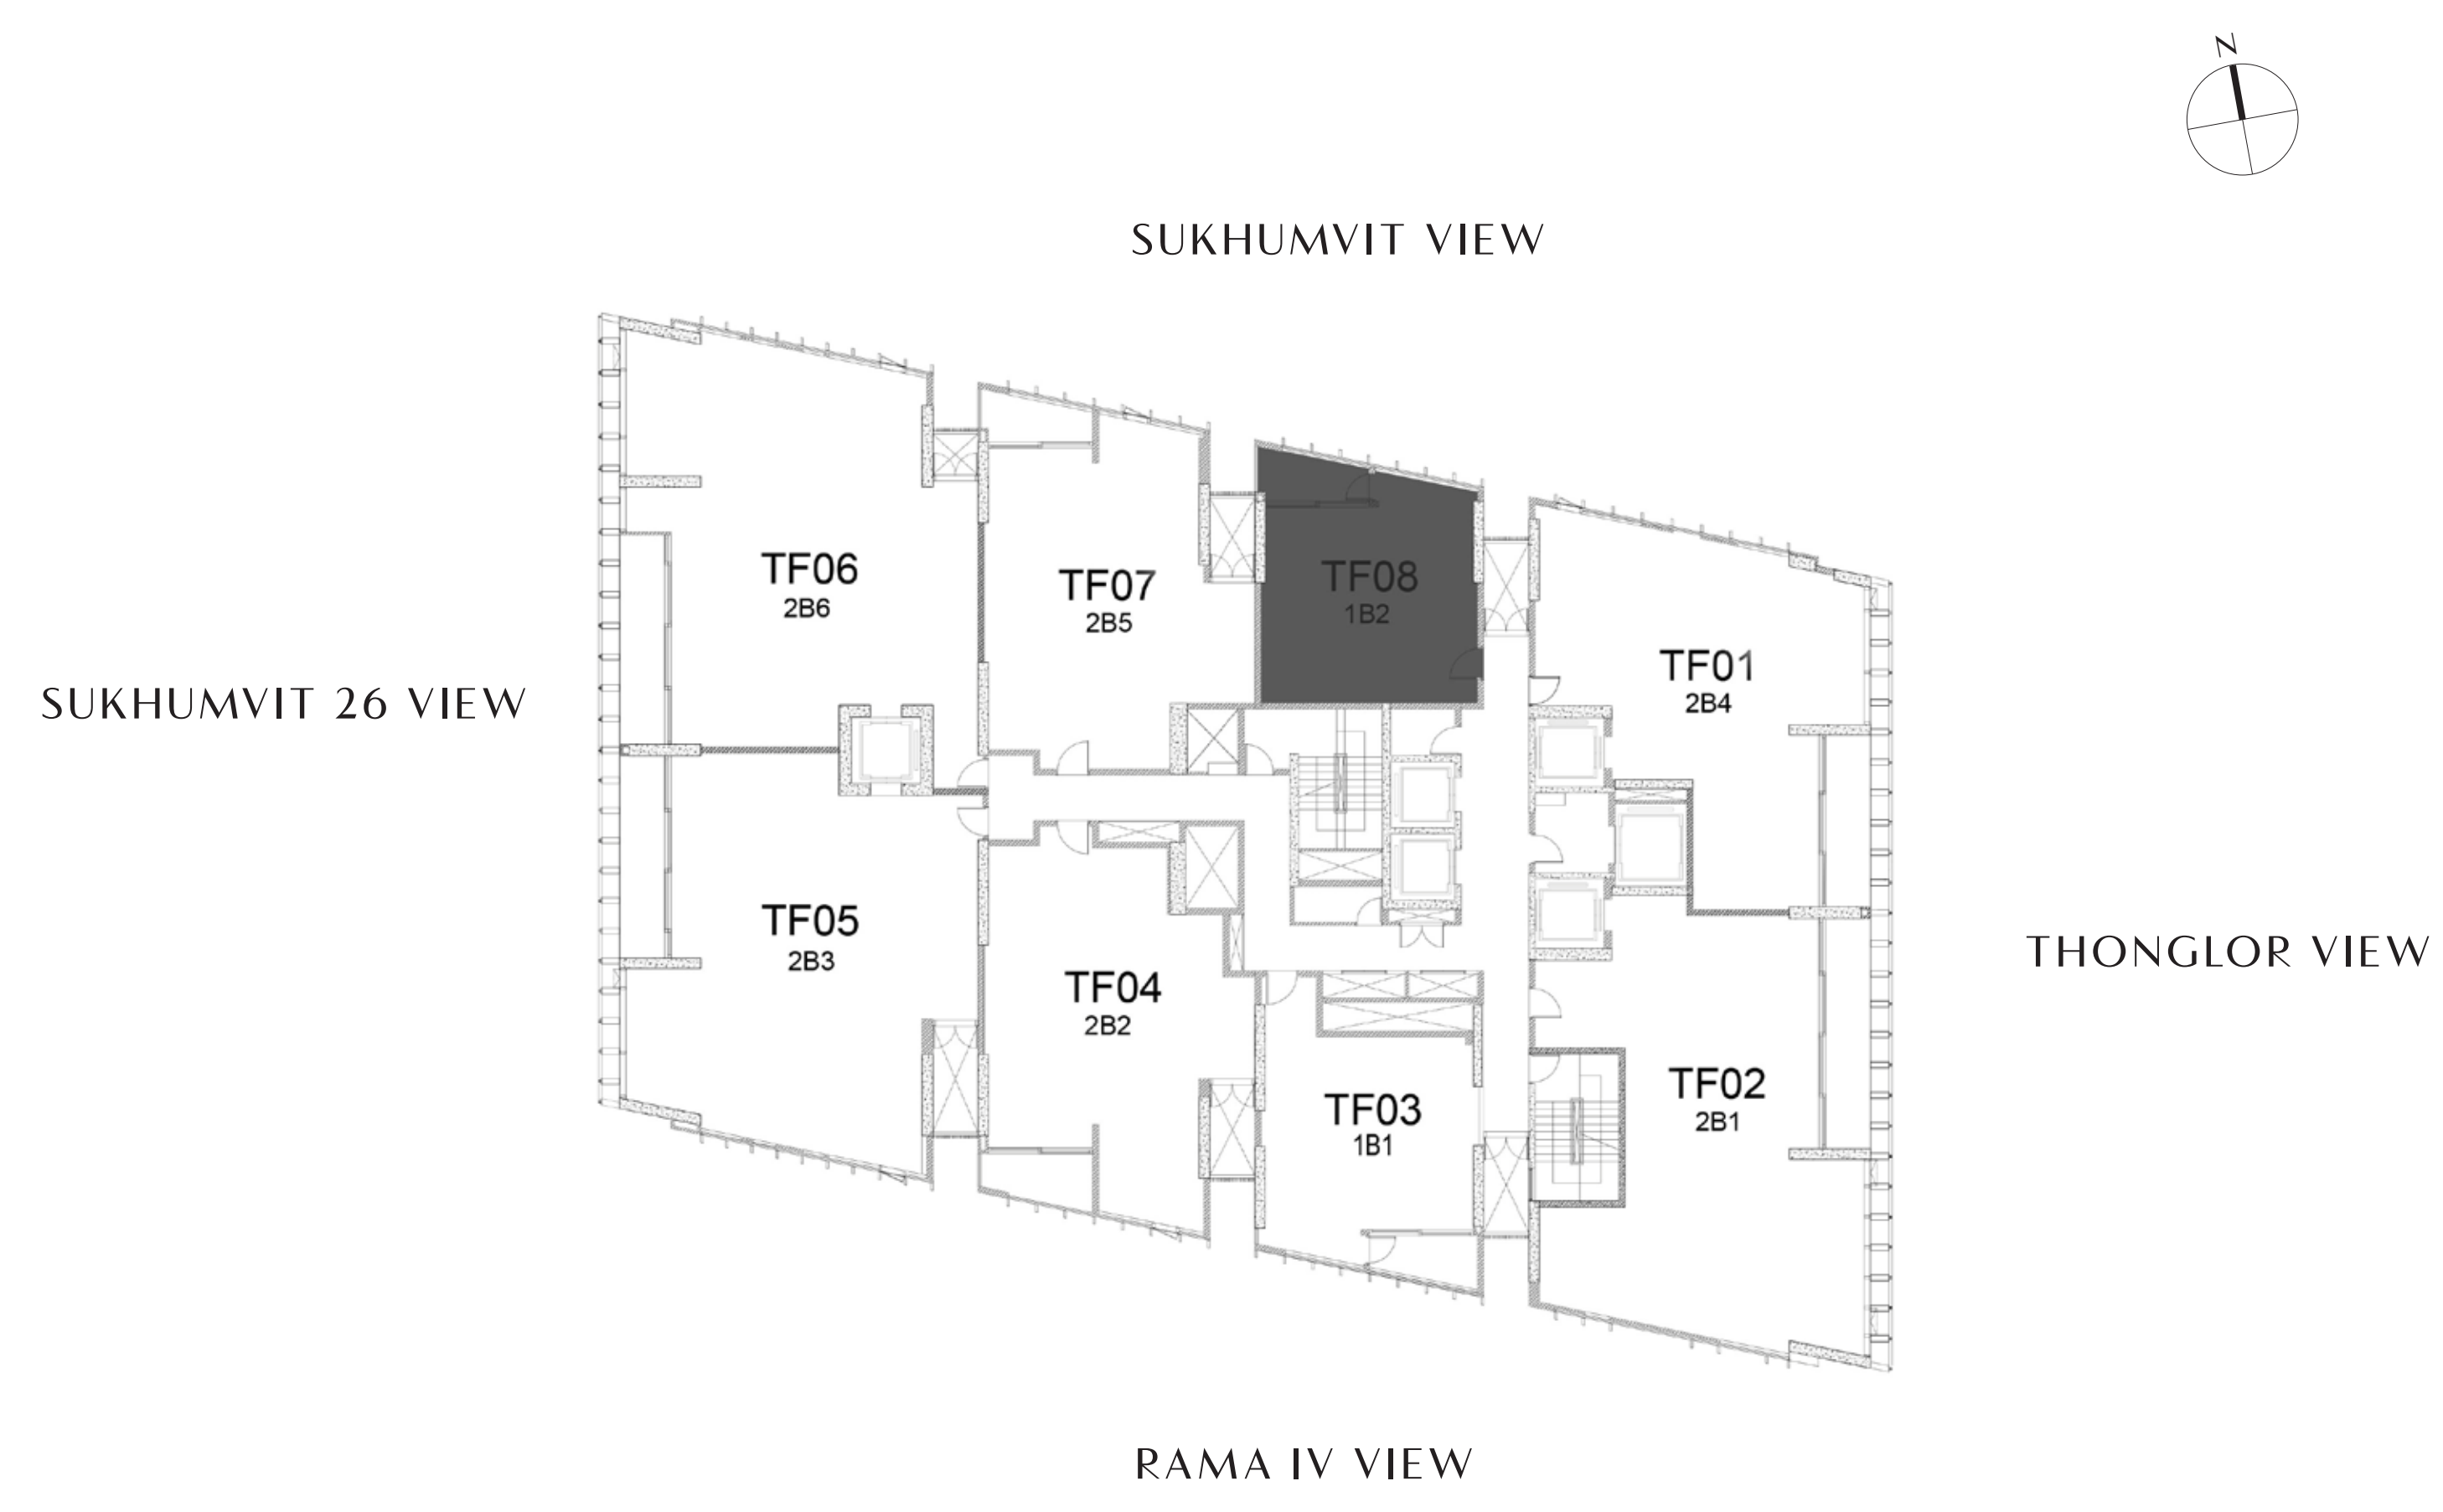 N
SUKHUMVIT VIEW
TF06
2B6
TF07
2B5
TF08
1B2
TF01
2B4
SUKHUMVIT 26 VIEW
TF05
2B3
TF04
2B2
THONGLOR VIEW
TF03
1B1
TF02
2B1
RAMA IV VIEW